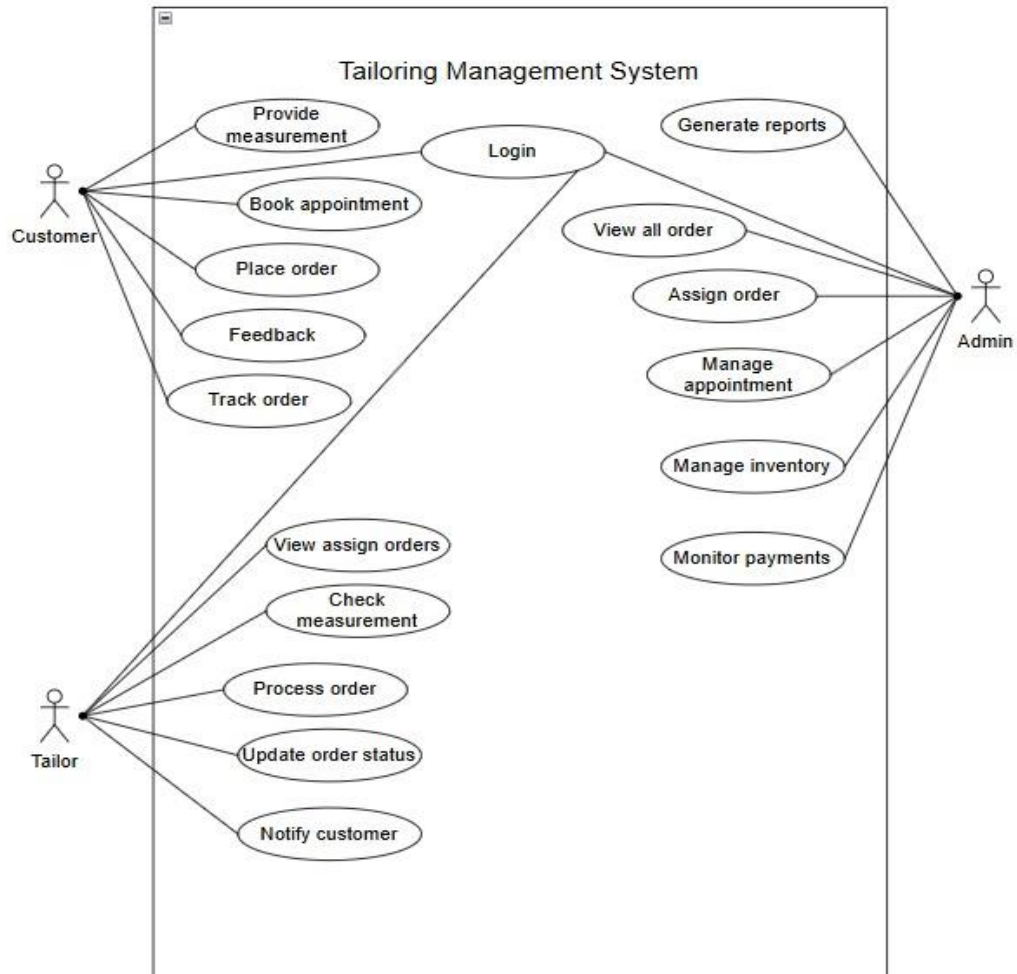 Tailoring Management System
Provide
measurement
Generate reports
Login
Book appointment
Customer
View all order
Place order
Assign order
Feedback
Admin
Manage
appointment
Track order
Manage inventory
View assign orders
Monitor payments
Check
measurement
Process order
Update order status
Tailor
Notify customer